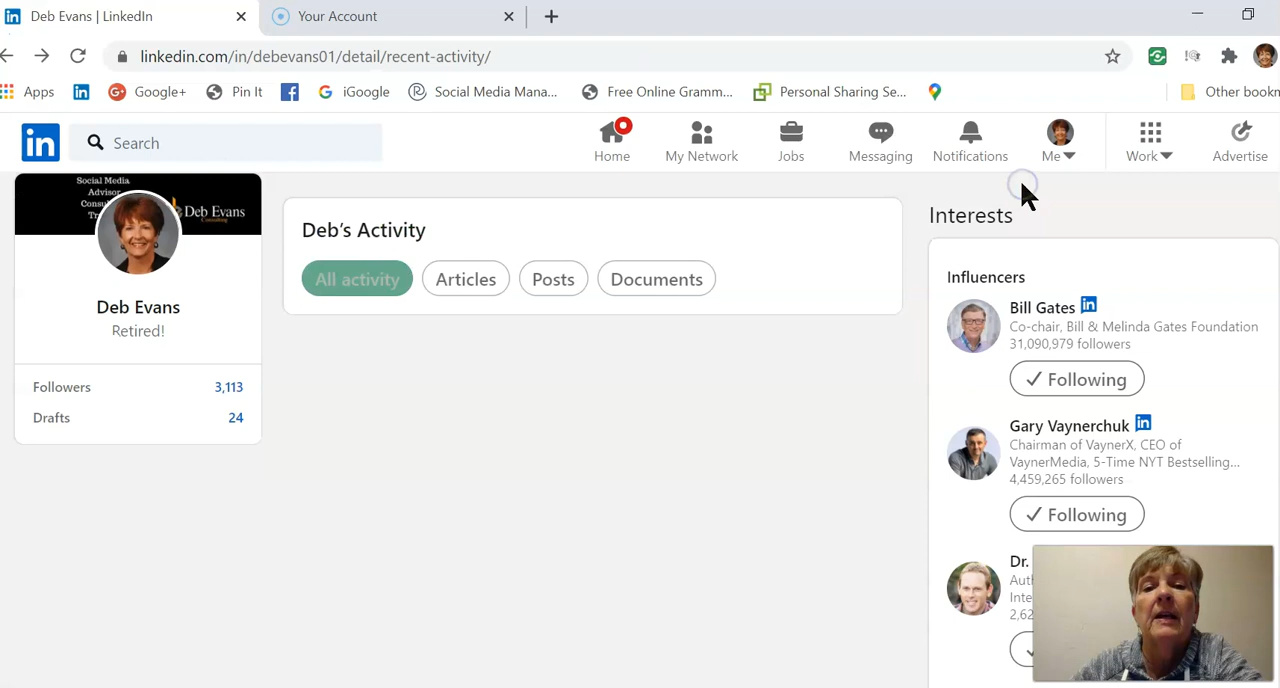 Deb Evans | LinkedIn
Your Account
linkedin.com/in/debevans01/detail/recent-activity/
Apps
Google+
Pin It
iGoogle
Social Media Mana...
Free Online Gramm...
Personal Sharing Se...
Other bookm
in
Search
Home
My Network
Jobs
Messaging
Notifications
Me
Work
Advertise
Social Media
Advisor
Deb Evans
Deb Evans
Retired!
Followers 3,113
Drafts 24
Deb's Activity
All activity
Articles
Posts
Documents
Interests
Influencers
Bill Gates in
Co-chair, Bill & Melinda Gates Foundation
31,090,979 followers
Following
Gary Vaynerchuk in
Chairman of VaynerX, CEO of
VaynerMedia, 5-Time NYT Bestselling...
4,459,265 followers
Following
Dr.